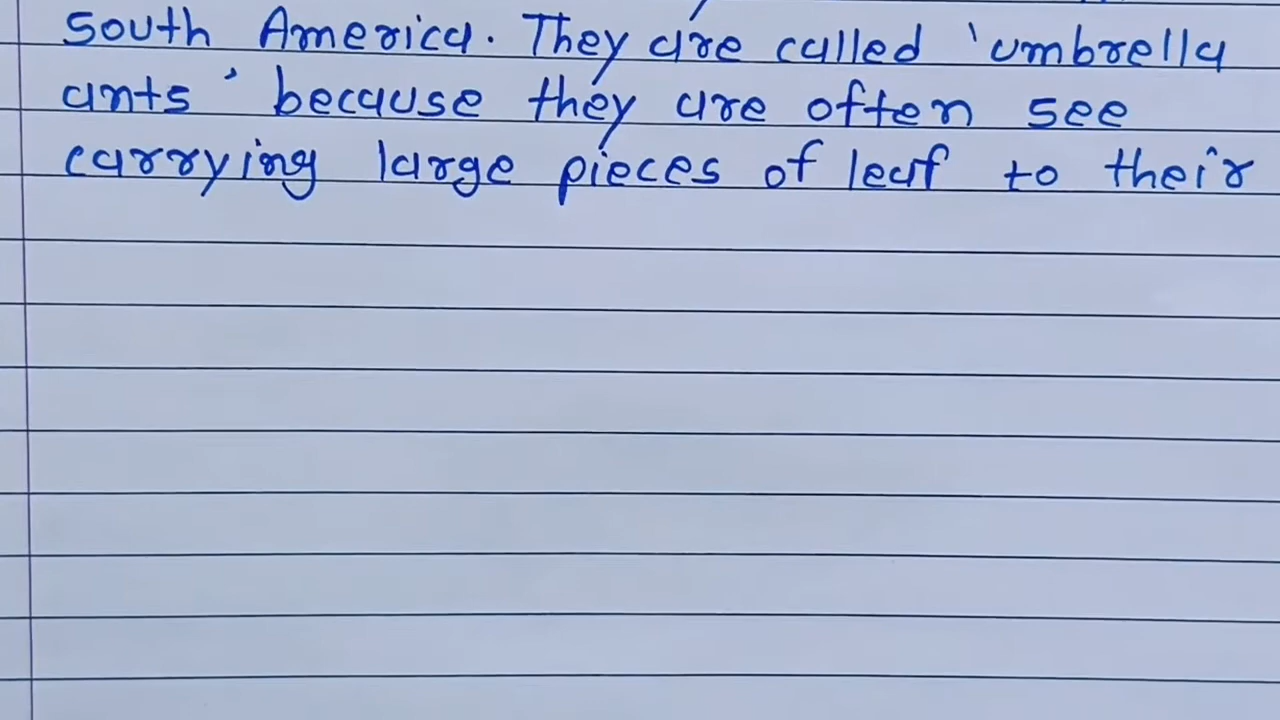 South America. They are called 'umbrella
ants' because they are often see
carrying large pieces of leaf to their